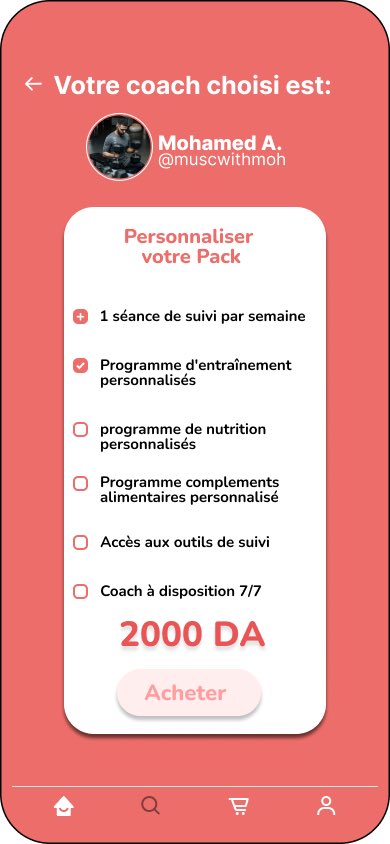 Votre coach choisi est:
Mohamed A.
@muscwithmoh
Personnaliser
votre Pack
1 séance de suivi par semaine
Programme d'entraînement
personnalisés
programme de nutrition
personnalisés
Programme complements
alimentaires personnalisé
Accès aux outils de suivi
Coach à disposition 7/7
2000 DA
Acheter